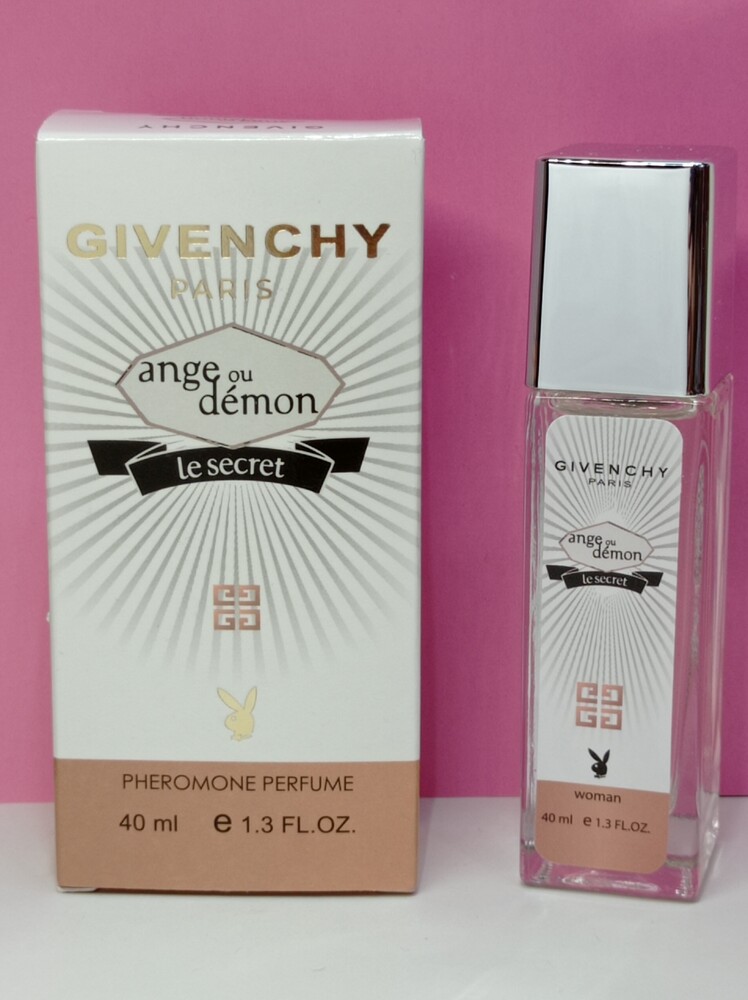 GIVENCHY
GIVENCHY
PARIS
ange ou
démon
le secret
PHEROMONE PERFUME
40 ml e 1.3 FL.OZ.
GIVENCHY
PARIS
ange ou
démon
le secret
woman
40 ml e 1.3 FL.OZ.